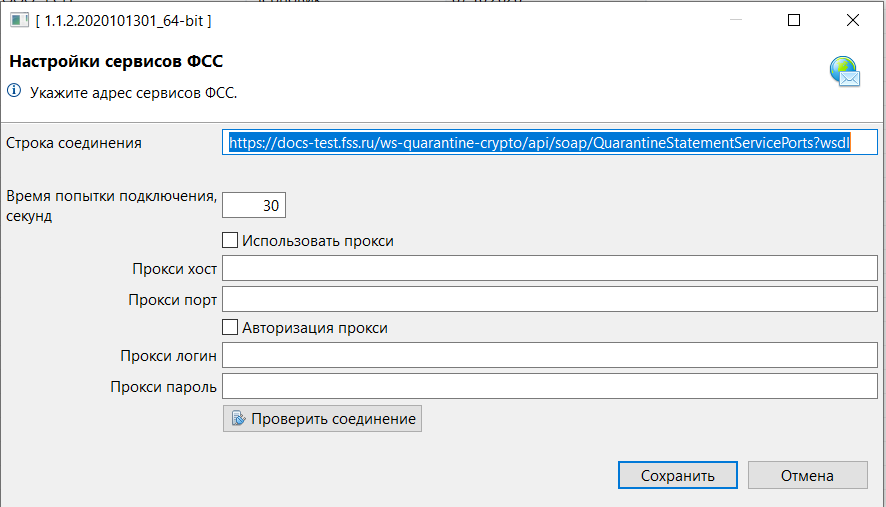 [ 1.1.2.2020101301_64-bit ]
Настройки сервисов ФСС
Укажите адрес сервисов ФСС.
Строка соединения
https://docs-test.fss.ru/ws-quarantine-crypto/api/soap/QuarantineStatementServicePorts?wsdl
Время попытки подключения,
секунд
30
Использовать прокси
Прокси хост
Прокси порт
Авторизация прокси
Прокси логин
Прокси пароль
Проверить соединение
Сохранить
Отмена